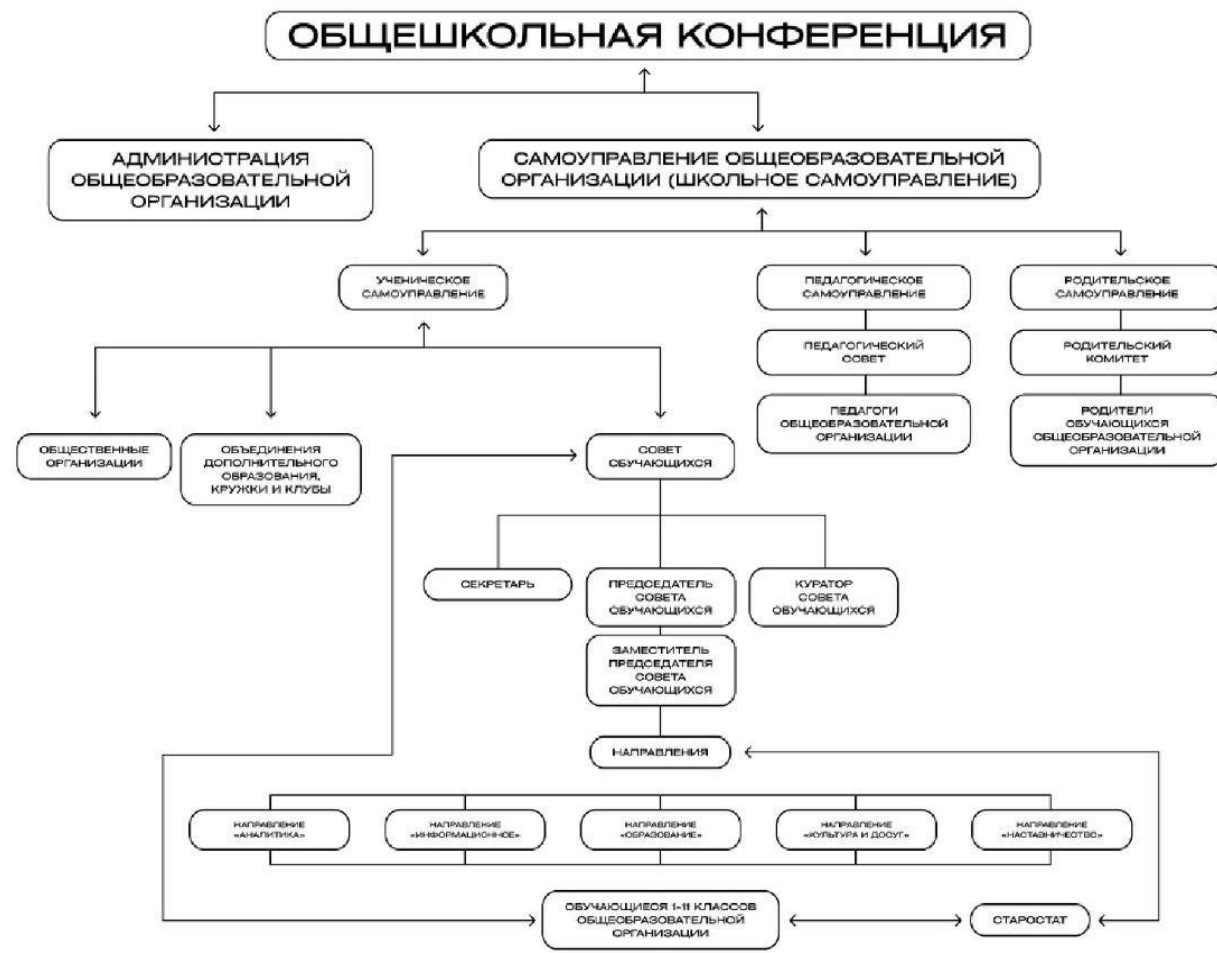 ОБЩЕШКОЛЬНАЯ КОНФЕРЕНЦИЯ
АДМИНИСТРАЦИЯ
ОБЩЕОБРАЗОВАТЕЛЬНОЙ
ОРГАНИЗАЦИИ
САМОУПРАВЛЕНИЕ ОБЩЕОБРАЗОВАТЕЛЬНОЙ
ОРГАНИЗАЦИИ (ШКОЛЬНОЕ САМОУПРАВЛЕНИЕ)
УЧЕНИЧЕСКОЕ
САМОУПРАВЛЕНИЕ
ПЕДАГОГИЧЕСКОЕ
САМОУПРАВЛЕНИЕ
РОДИТЕЛЬСКОЕ
САМОУПРАВЛЕНИЕ
ПЕДАГОГИЧЕСКИЙ
СОВЕТ
РОДИТЕЛЬСКИЙ
КОМИТЕТ
ПЕДАГОГИ
ОБЩЕОБРАЗОВАТЕЛЬНОЙ
ОРГАНИЗАЦИИ
РОДИТЕЛИ
ОБУЧАЮЩИХСЯ
ОБЩЕОБРАЗОВАТЕЛЬНОЙ
ОРГАНИЗАЦИИ
ОБЩЕСТВЕННЫЕ
ОРГАНИЗАЦИИ
ОБЪЕДИНЕНИЯ
ДОПОЛНИТЕЛЬНОГО
ОБРАЗОВАНИЯ,
КРУЖКИ И КЛУБЫ
СОВЕТ
ОБУЧАЮЩИХСЯ
СЕКРЕТАРЬ
ПРЕДСЕДАТЕЛЬ
СОВЕТА
ОБУЧАЮЩИХСЯ
КУРАТОР
СОВЕТА
ОБУЧАЮЩИХСЯ
ЗАМЕСТИТЕЛЬ
ПРЕДСЕДАТЕЛЯ
СОВЕТА
ОБУЧАЮЩИХСЯ
НАПРАВЛЕНИЯ
НАПРАВЛЕНИЕ
«АНАЛИТИКА»
НАПРАВЛЕНИЕ
«ИНФОРМАЦИОННОЕ»
НАПРАВЛЕНИЕ
«ОБРАЗОВАНИЕ»
НАПРАВЛЕНИЕ
«КУЛЬТУРА И ДОСУГ»
НАПРАВЛЕНИЕ
«НАСТАВНИЧЕСТВО»
ОБУЧАЮЩИЕСЯ 1-11 КЛАССОВ
ОБЩЕОБРАЗОВАТЕЛЬНОЙ
ОРГАНИЗАЦИИ
СТАРОСТАТ